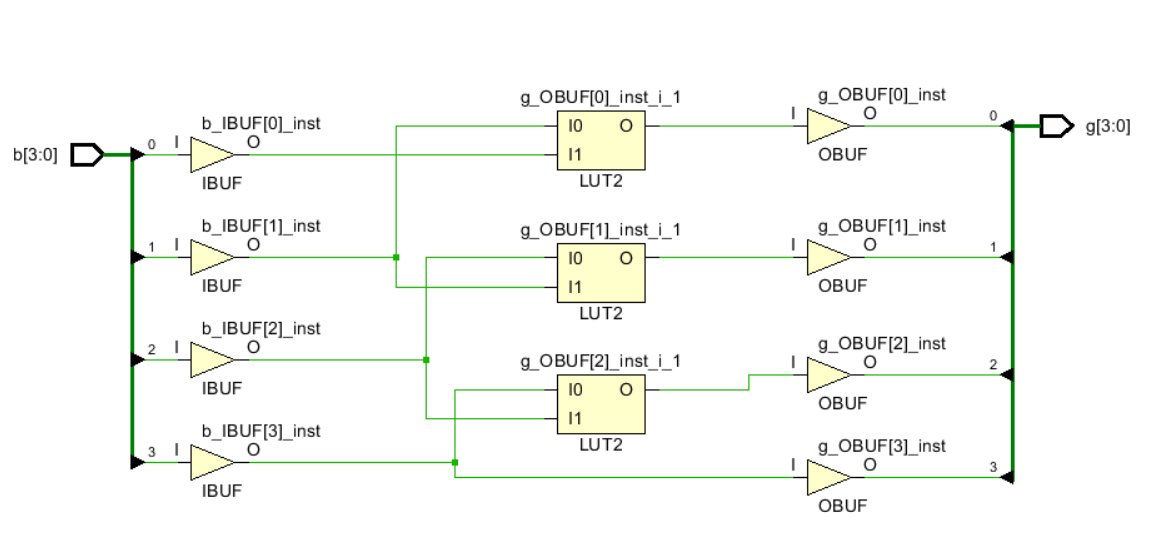 g_OBUF[0]_inst_i_1
g_OBUF[0]_inst
b_IBUF[0]_inst
I0 O
I O
0
g[3:0]
b[3:0]
0 I O
I1
OBUF
IBUF
LUT2
b_IBUF[1]_inst
g_OBUF[1]_inst_i_1
g_OBUF[1]_inst
1 I O
I0 O
I O
1
I1
IBUF
OBUF
LUT2
b_IBUF[2]_inst
g_OBUF[2]_inst
2 I O
g_OBUF[2]_inst_i_1
I O
2
I0 O
IBUF
OBUF
I1
b_IBUF[3]_inst
LUT2
g_OBUF[3]_inst
3 I O
I O
3
IBUF
OBUF